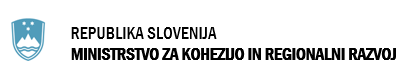 REPUBLIKA SLOVENIJA
MINISTRSTVO ZA KOHEZIJO IN REGIONALNI RAZVOJ